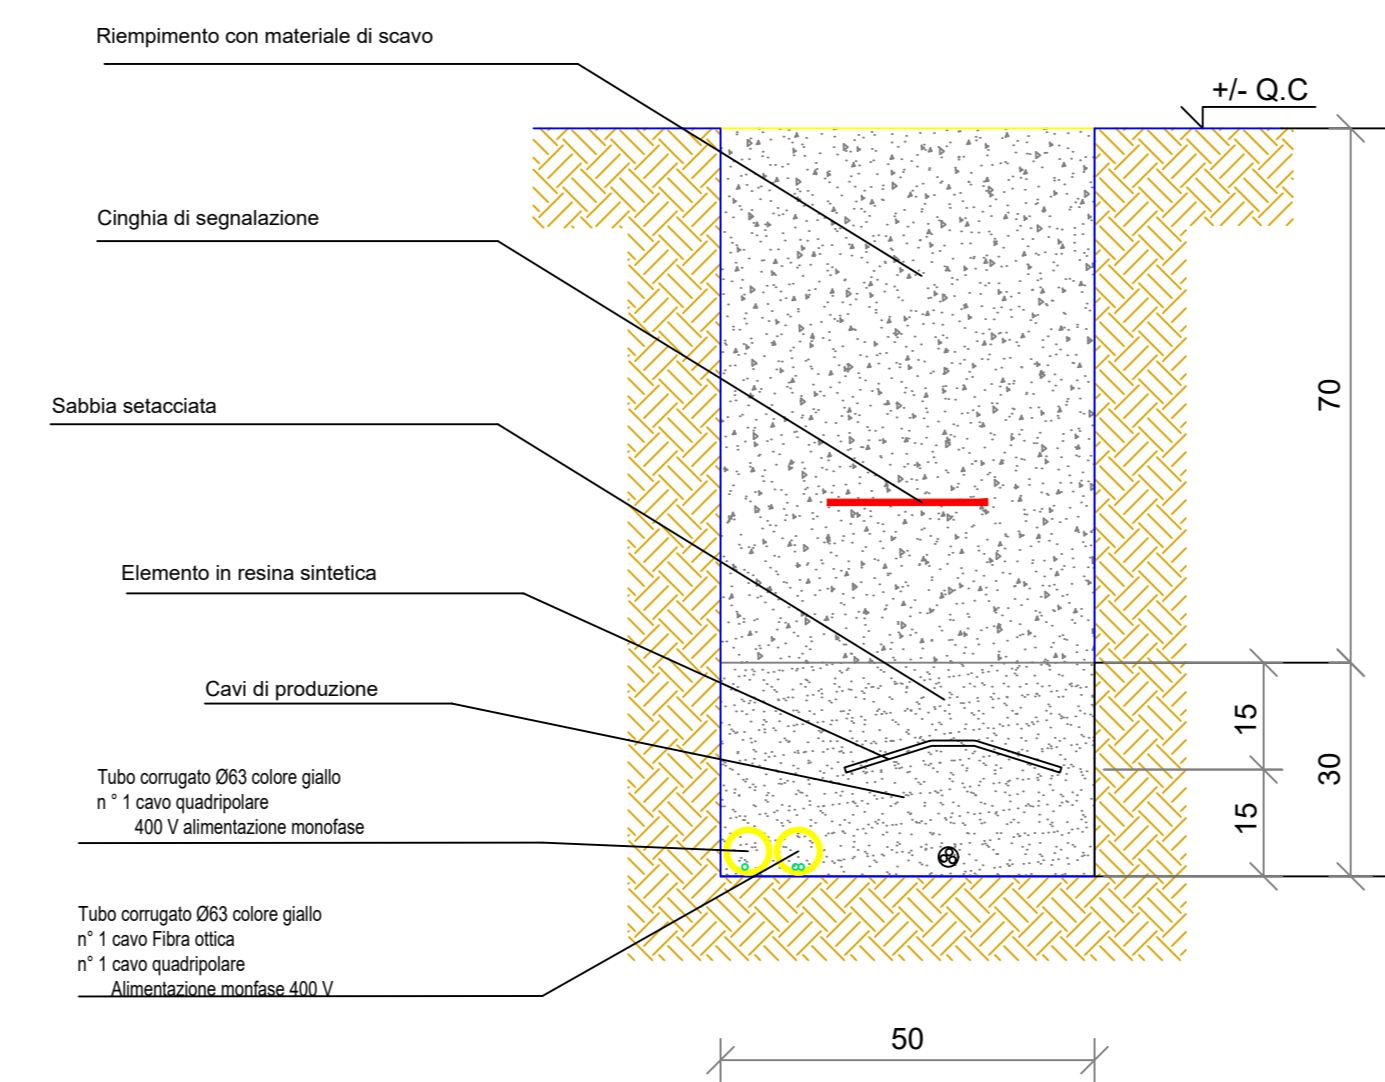 Riempimento con materiale di scavo
+/- Q.C
Cinghia di segnalazione
70
Sabbia setacciata
Elemento in resina sintetica
Cavi di produzione
15
30
15
Tubo corrugato Ø63 colore giallo
n ° 1 cavo quadripolare
400 V alimentazione monofase
Tubo corrugato Ø63 colore giallo
n° 1 cavo Fibra ottica
n° 1 cavo quadripolare
Alimentazione monfase 400 V
50